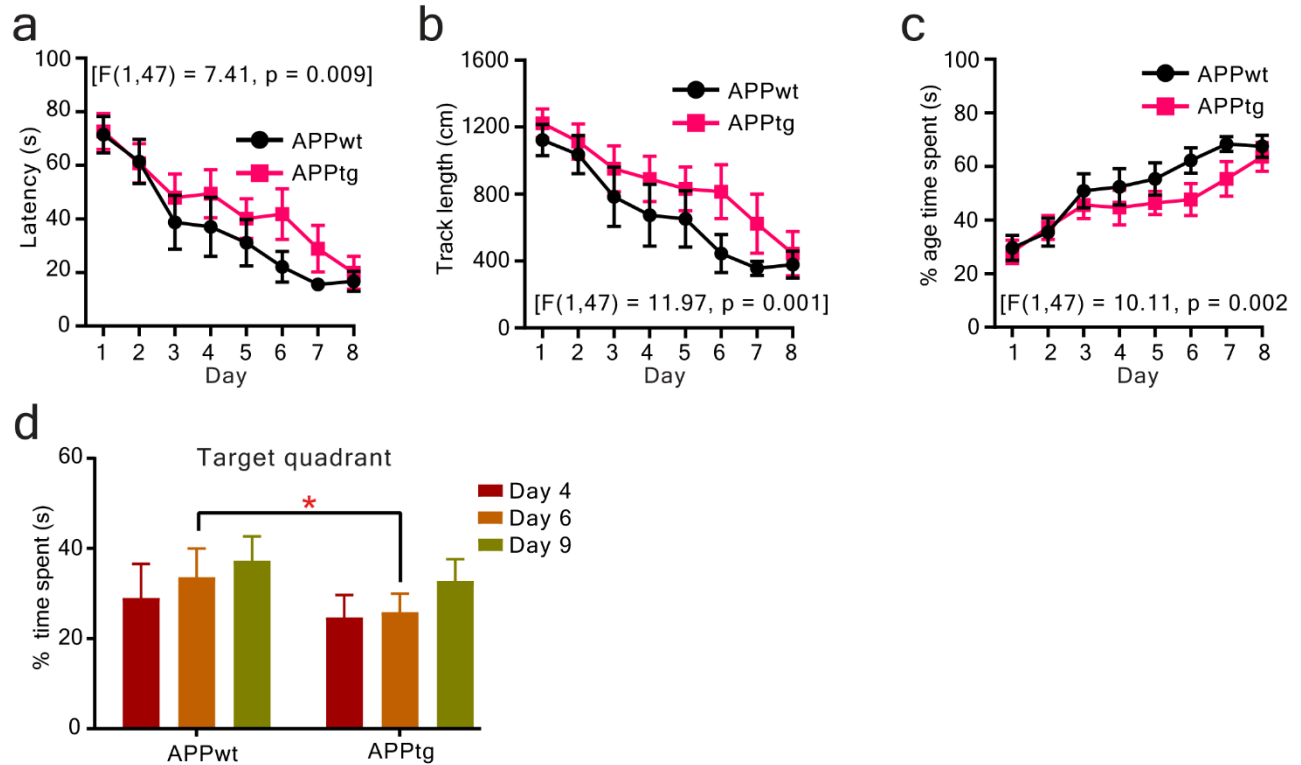 a
100
80
60
40
20
0
Latency (s)
[F(1,47) = 7.41, p = 0.009]
APPwt
APPtg
1 2 3 4 5 6 7 8
Day
b
1600
1200
800
400
0
Track length (cm)
APPwt
APPtg
[F(1,47) = 11.97, p = 0.001]
1 2 3 4 5 6 7 8
Day
c
100
80
60
40
20
0
% age time spent (s)
APPwt
APPtg
[F(1,47) = 10.11, p = 0.002
1 2 3 4 5 6 7 8
Day
d
60
40
20
0
% time spent (s)
Target quadrant
*
Day 4
Day 6
Day 9
APPwt
APPtg